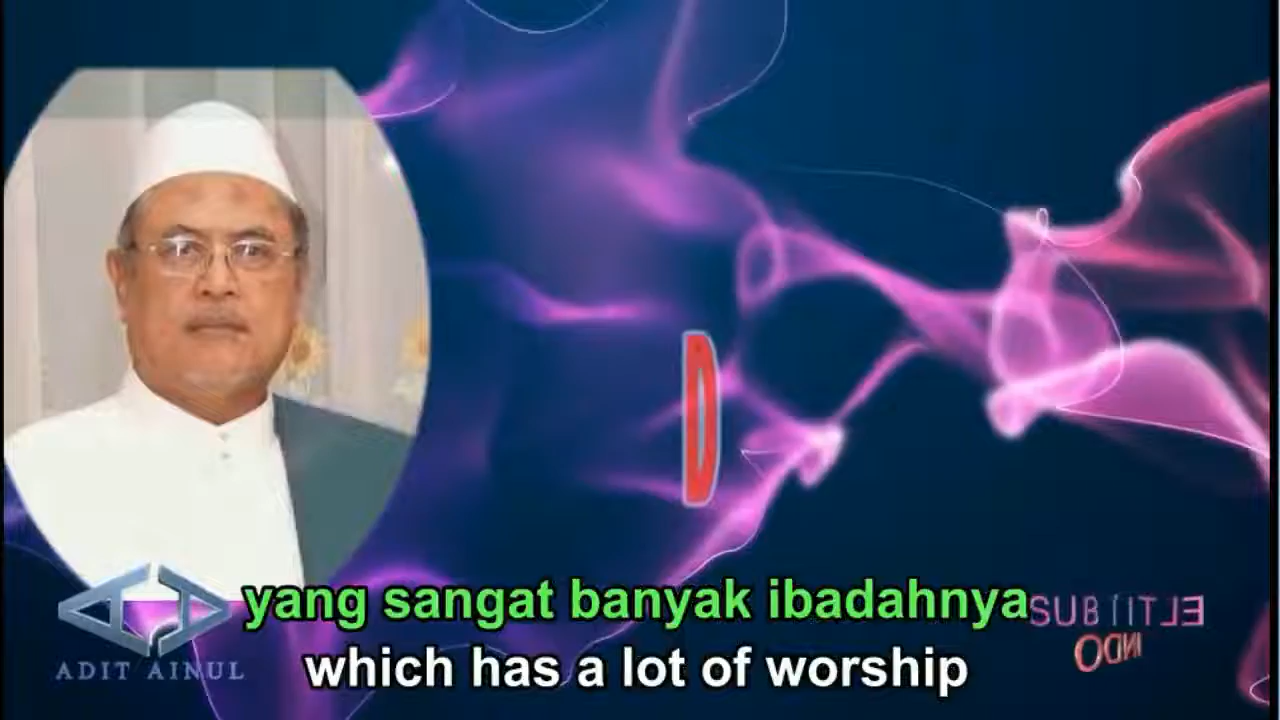 D
yang sangat banyak ibadahnya
SUBTITLE
INDO
which has a lot of worship
ADIT AINUL